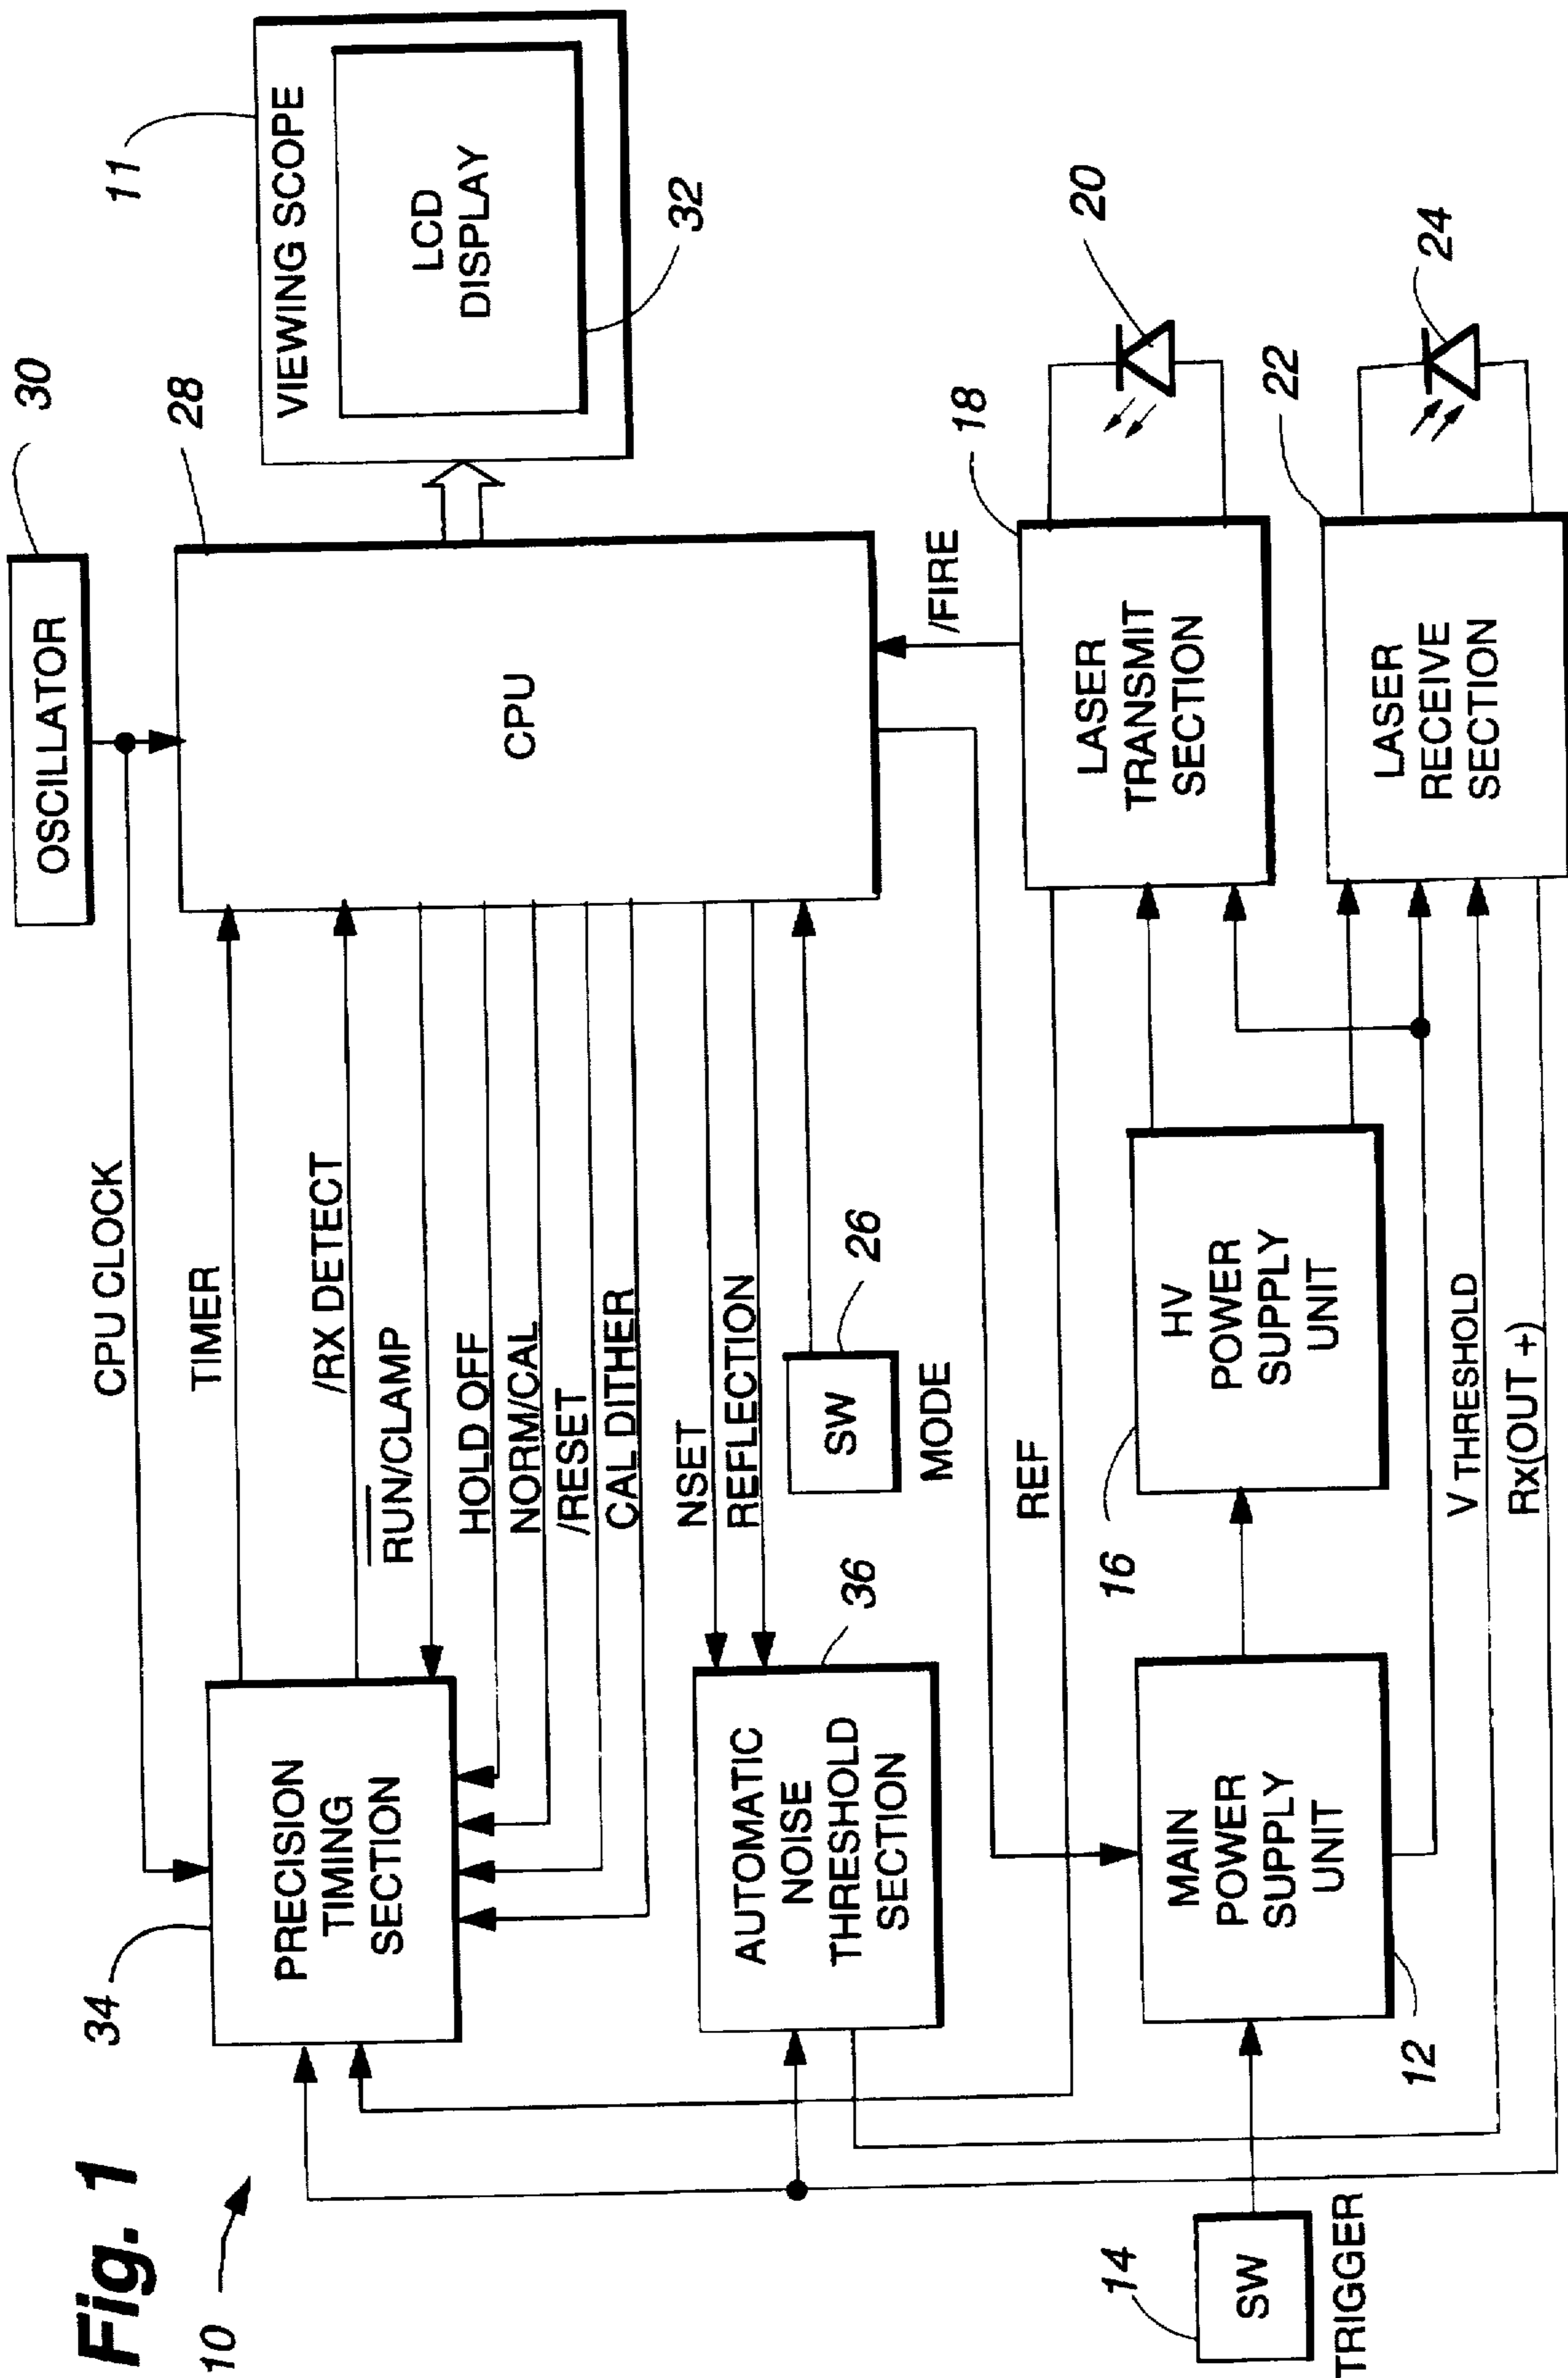 Fig. 1
10
34
PRECISION
TIMING
SECTION
CPU CLOCK
TIMER
/RX DETECT
RUN/CLAMP
HOLD OFF
NORM/CAL
/RESET
CAL DITHER
30
OSCILLATOR
28
CPU
11
VIEWING SCOPE
LCD
DISPLAY
32
36
AUTOMATIC
NOISE
THRESHOLD
SECTION
NSET
REFLECTION
26
SW
MODE
/FIRE
REF
18
LASER
TRANSMIT
SECTION
20
14
SW
TRIGGER
12
MAIN
POWER
SUPPLY
UNIT
16
HV
POWER
SUPPLY
UNIT
22
LASER
RECEIVE
SECTION
24
V THRESHOLD
Rx(OUT +)